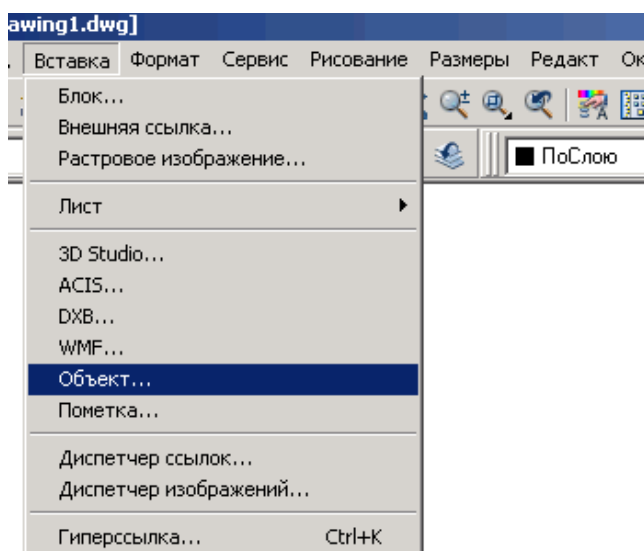 awing1.dwg]
Вставка Формат Сервис Рисование Размеры Редакт Ок
Блок...
Внешняя ссылка...
Растровое изображение...
ПоСлою
Лист
3D Studio...
ACIS...
DXB...
WMF...
Объект...
Пометка...
Диспетчер ссылок...
Диспетчер изображений...
Гиперссылка... Ctrl+K